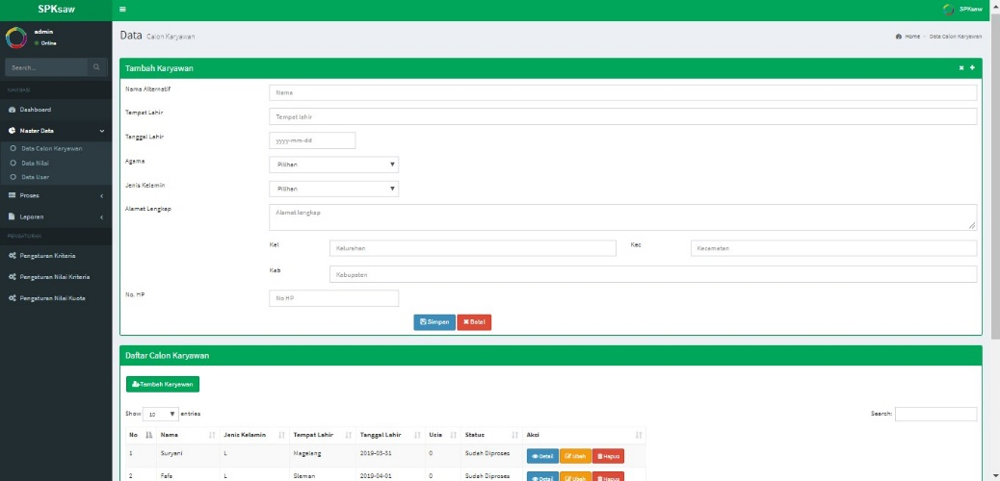 SPKsaw
SPKsaw
admin
Online
Search...
NAVIGASI
Dashboard
Master Data
Data Calon Karyawan
Data Nilai
Data User
Proses
Laporan
PENGATURAN
Pengaturan Kriteria
Pengaturan Nilai Kriteria
Pengaturan Nilai Kuota
Data Calon Karyawan
Home > Data Calon Karyawan
Tambah Karyawan
Nama Alternatif Nama
Tempat Lahir Tempat lahir
Tanggal Lahir yyyy-mm-dd
Agama Pilihan
Jenis Kelamin Pilihan
Alamat Lengkap Alamat lengkap
Kel Kelurahan Kec Kecamatan
Kab Kabupaten
No. HP No HP
Simpan Batal
Daftar Calon Karyawan
Tambah Karyawan
Show 10 entries Search:
No Nama Jenis Kelamin Tempat Lahir Tanggal Lahir Usia Status Aksi
1 Suryani L Magelang 2019-03-31 0 Sudah Diproses Detail Ubah Hapus
2 Fafa L Sleman 2019-04-01 0 Sudah Diproses Detail Ubah Hapus